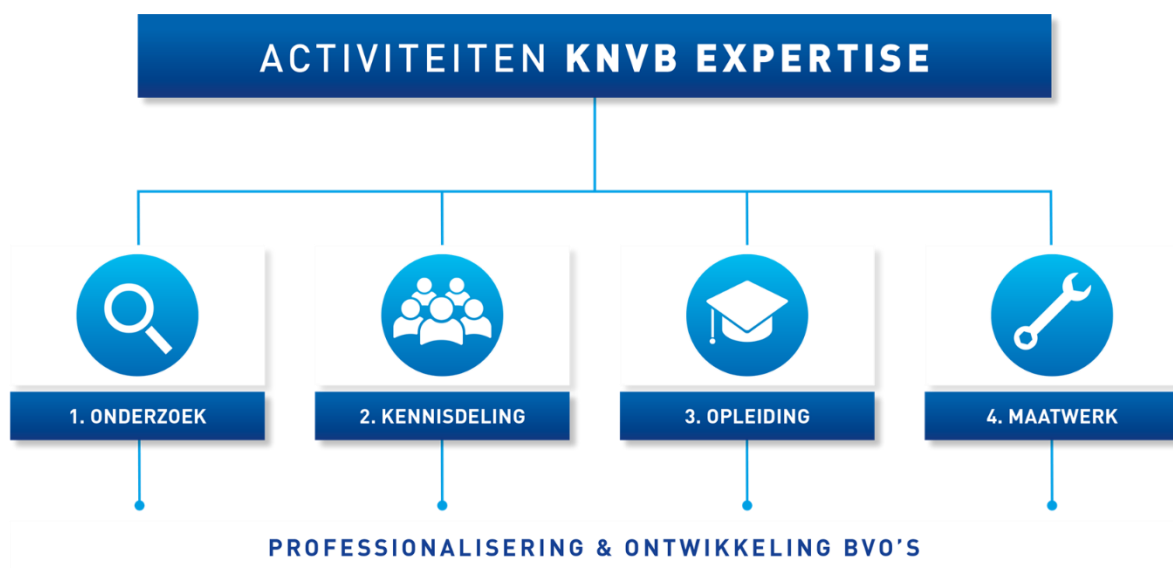 ACTIVITEITEN KNVB EXPERTISE
1. ONDERZOEK
2. KENNISDELING
3. OPLEIDING
4. MAATWERK
PROFESSIONALISERING & ONTWIKKELING BVO'S